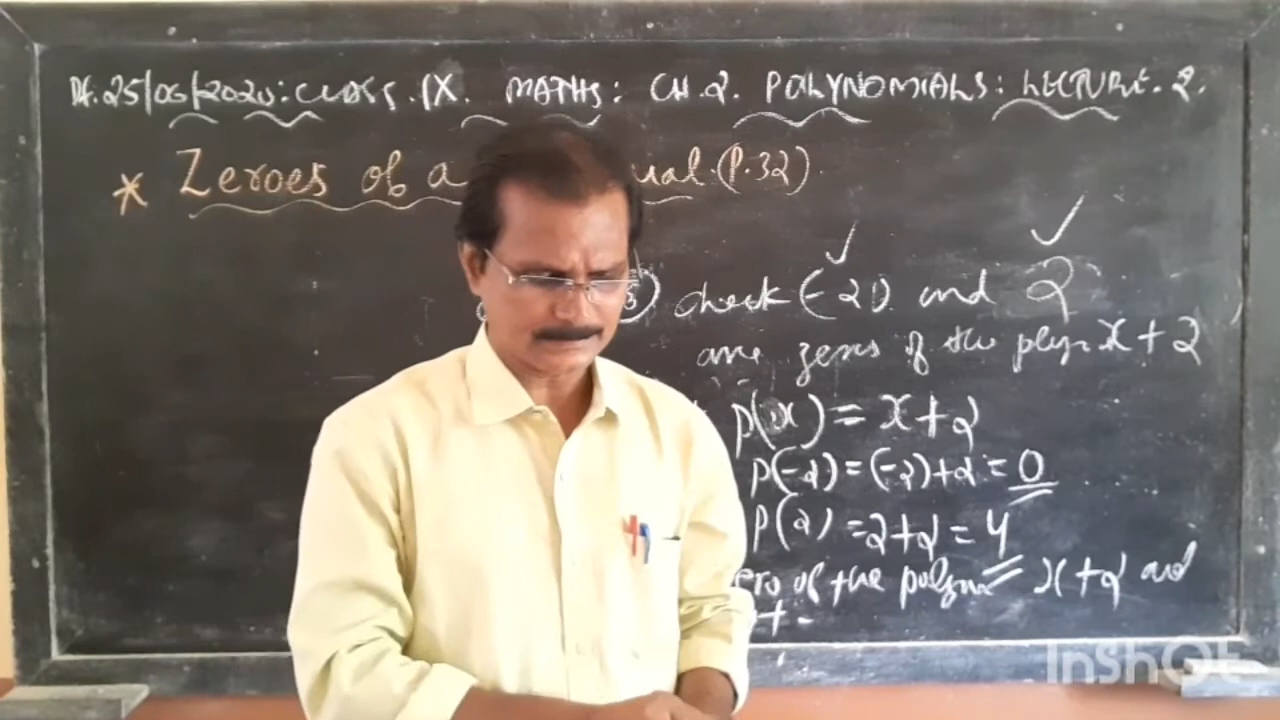 Dt. 25/06/2020: CLASS. IX. MATHS: CH. 2. POLYNOMIALS: LECTURE. 2.
* Zeroes of a ual. (P.32)
check (-2) and 2
are zeros of the polyn x+2
p(x) = x+2
p(-2) = (-2)+2 = 0
p(2) = 2+2 = 4
ero of the polyn x+2 and
InShOt